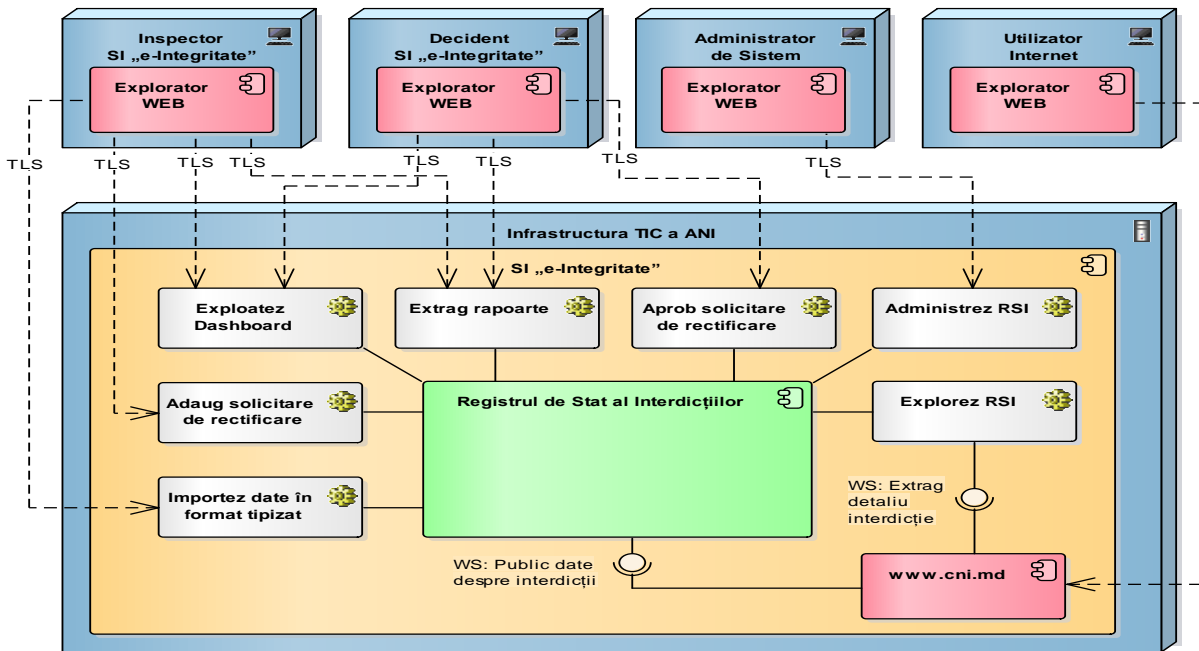 Inspector
SI „e-Integritate”
Explorator
WEB
Decident
SI „e-Integritate”
Explorator
WEB
Administrator
de Sistem
Explorator
WEB
Utilizator
Internet
Explorator
WEB
TLS
TLS
TLS
TLS
TLS
TLS
TLS
TLS
Infrastructura TIC a ANI
SI „e-Integritate”
Exploatez
Dashboard
Extrag rapoarte
Aprob solicitare
de rectificare
Administrez RSI
Adaug solicitare
de rectificare
Registrul de Stat al Interdicțiilor
Explorez RSI
Importez date în
format tipizat
WS: Extrag
detaliu
interdicție
WS: Public date
despre interdicții
www.cni.md